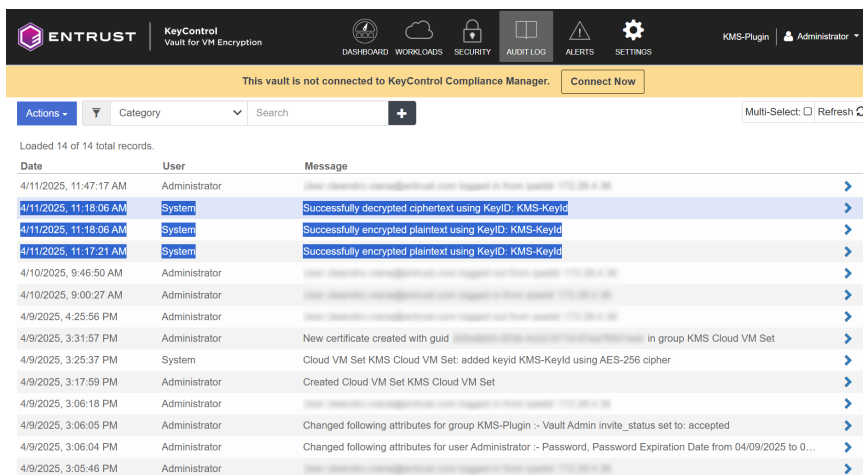 ENTRUST
KeyControl
Vault for VM Encryption
DASHBOARD WORKLOADS SECURITY AUDIT LOG ALERTS SETTINGS
KMS-Plugin Administrator
This vault is not connected to KeyControl Compliance Manager. Connect Now
Actions Category Search + Multi-Select: Refresh
Loaded 14 of 14 total records.
Date User Message
4/11/2025, 11:47:17 AM Administrator
4/11/2025, 11:18:06 AM System Successfully decrypted ciphertext using KeyID: KMS-KeyId
4/11/2025, 11:18:06 AM System Successfully encrypted plaintext using KeyID: KMS-KeyId
4/11/2025, 11:17:21 AM System Successfully encrypted plaintext using KeyID: KMS-KeyId
4/10/2025, 9:46:50 AM Administrator
4/10/2025, 9:00:27 AM Administrator
4/9/2025, 4:25:56 PM Administrator
4/9/2025, 3:31:57 PM Administrator New certificate created with guid in group KMS Cloud VM Set
4/9/2025, 3:25:37 PM System Cloud VM Set KMS Cloud VM Set: added keyid KMS-KeyId using AES-256 cipher
4/9/2025, 3:17:59 PM Administrator Created Cloud VM Set KMS Cloud VM Set
4/9/2025, 3:06:18 PM Administrator
4/9/2025, 3:06:05 PM Administrator Changed following attributes for group KMS-Plugin :- Vault Admin invite_status set to: accepted
4/9/2025, 3:06:04 PM Administrator Changed following attributes for user Administrator :- Password, Password Expiration Date from 04/09/2025 to 0...
4/9/2025, 3:05:46 PM Administrator